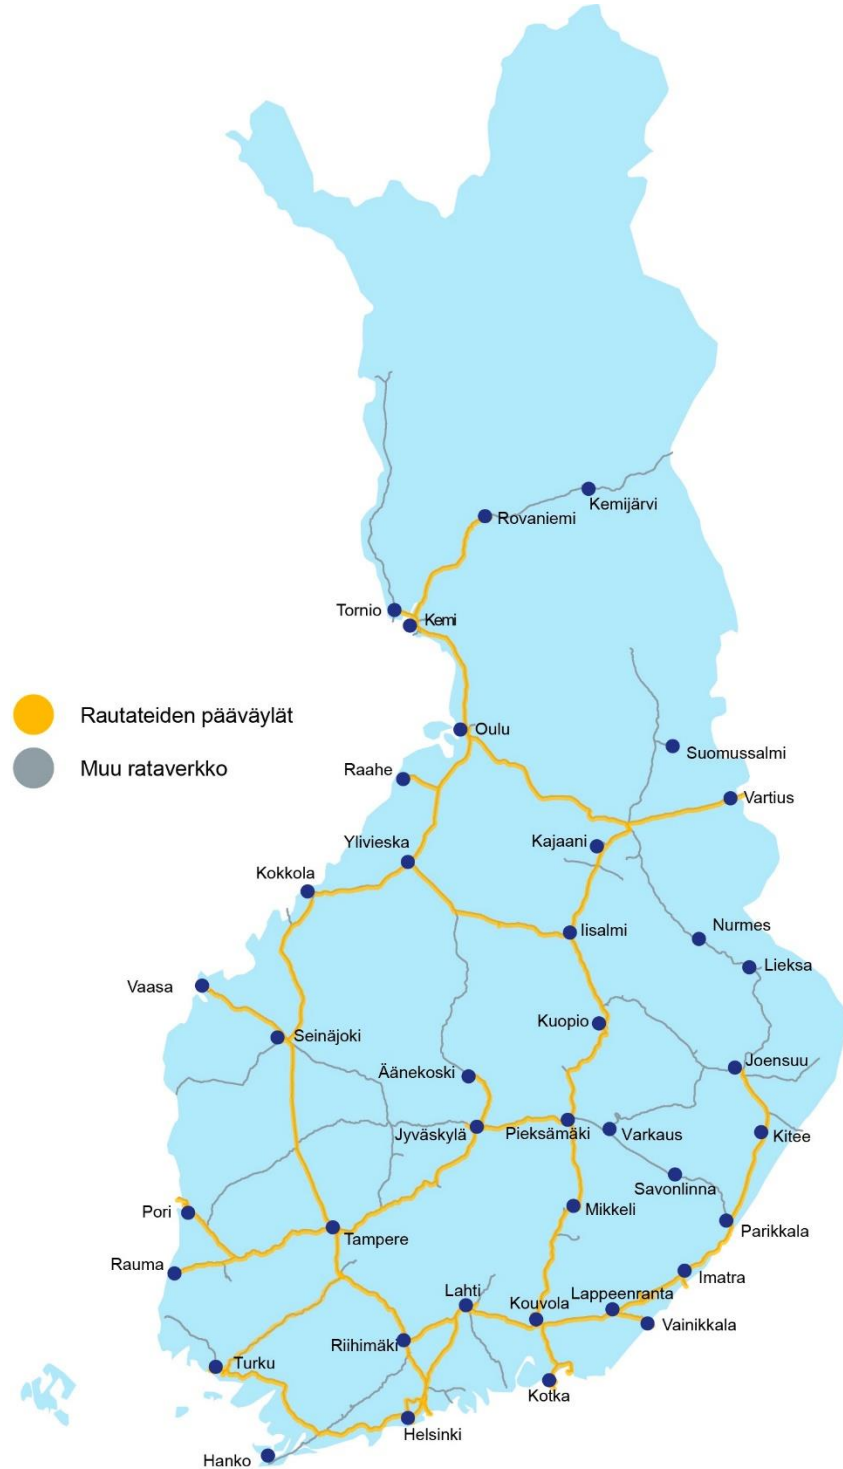 Kemijärvi
Rovaniemi
Tornio
Kemi
Rautateiden pääväylät
Muu rataverkko
Oulu
Suomussalmi
Raahe
Vartius
Ylivieska
Kajaani
Kokkola
Iisalmi
Nurmes
Lieksa
Vaasa
Kuopio
Seinäjoki
Joensuu
Äänekoski
Jyväskylä
Pieksämäki
Varkaus
Kitee
Savonlinna
Pori
Mikkeli
Parikkala
Tampere
Rauma
Imatra
Lahti
Kouvola
Lappeenranta
Vainikkala
Riihimäki
Turku
Kotka
Helsinki
Hanko